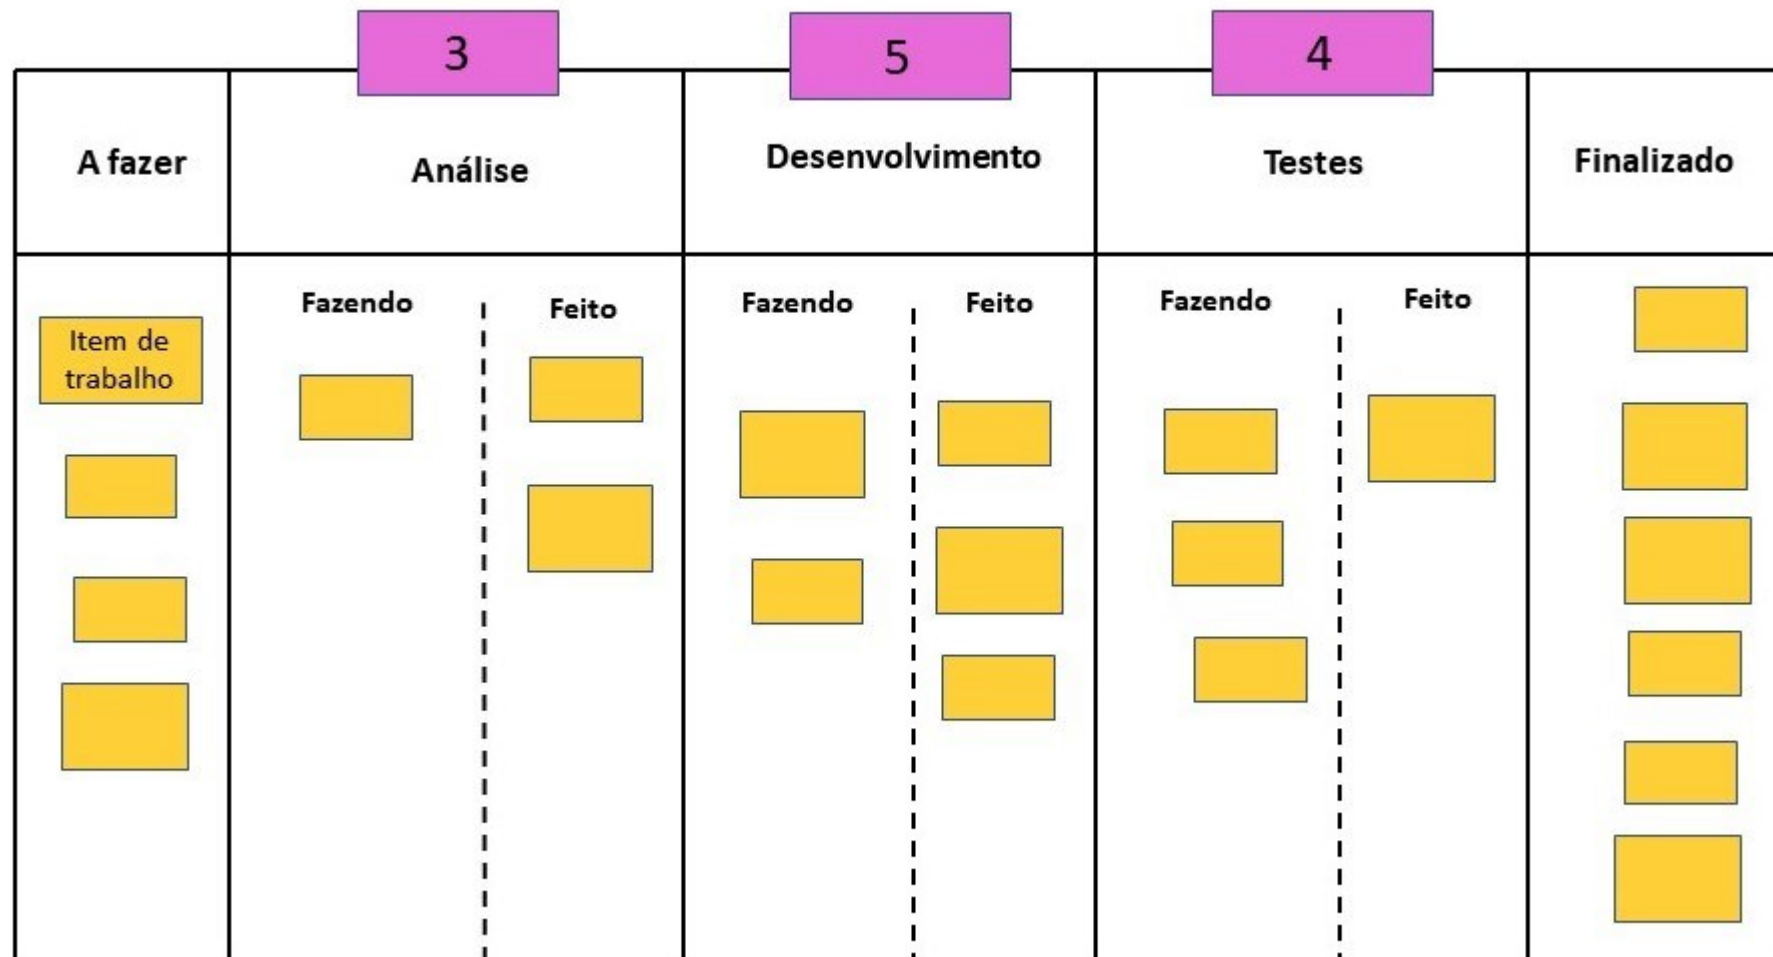 3
5
4
A fazer
Análise
Desenvolvimento
Testes
Finalizado
Fazendo
Feito
Fazendo
Feito
Fazendo
Feito
Item de
trabalho